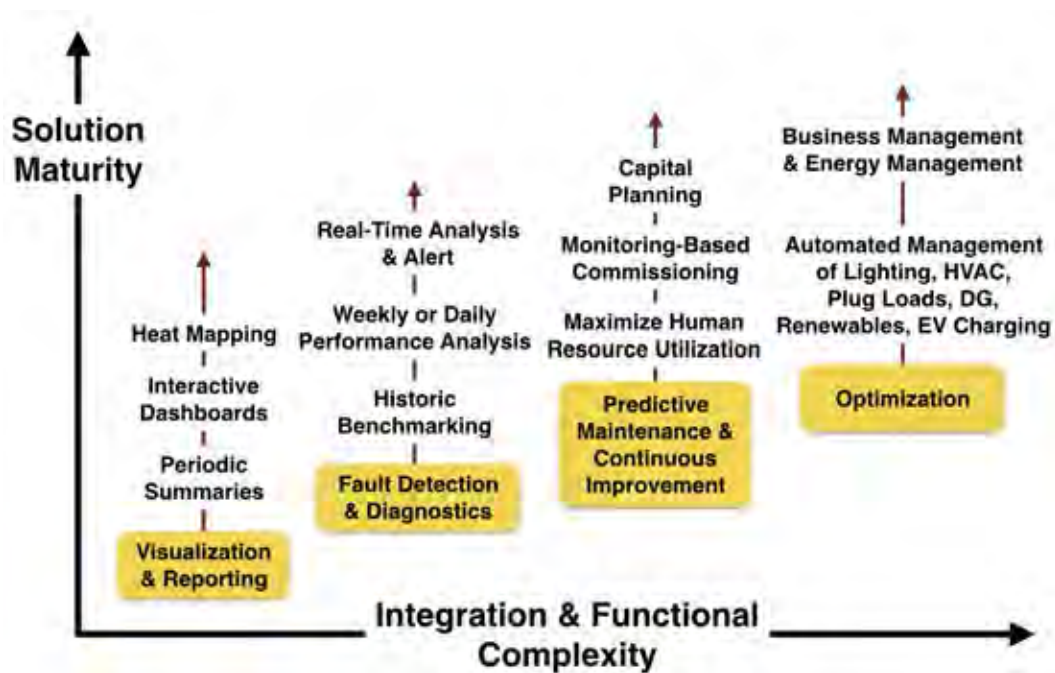 Solution
Maturity
Heat Mapping
Interactive
Dashboards
Periodic
Summaries
Visualization
& Reporting
Real-Time Analysis
& Alert
Weekly or Daily
Performance Analysis
Historic
Benchmarking
Fault Detection
& Diagnostics
Capital
Planning
Monitoring-Based
Commissioning
Maximize Human
Resource Utilization
Predictive
Maintenance &
Continuous
Improvement
Business Management
& Energy Management
Automated Management
of Lighting, HVAC,
Plug Loads, DG,
Renewables, EV Charging
Optimization
Integration & Functional
Complexity